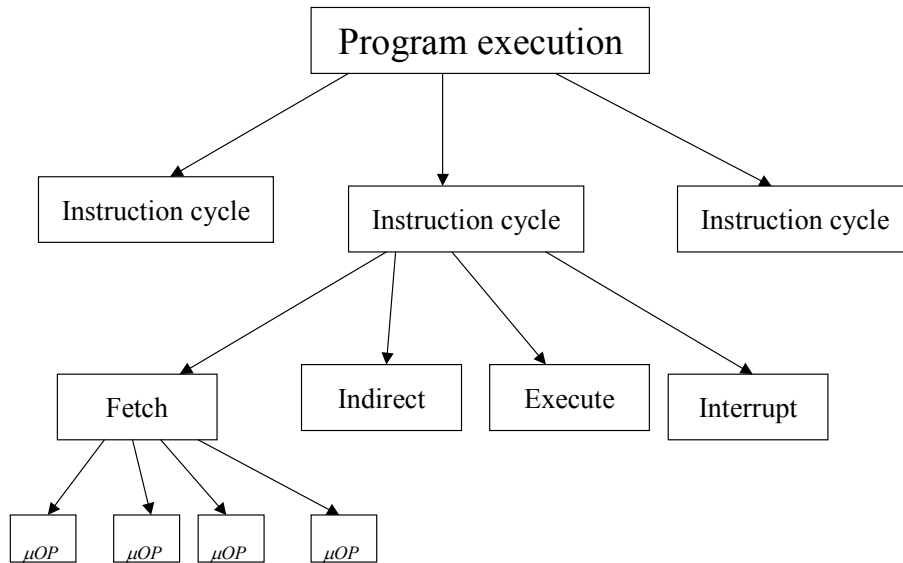 Program execution
Instruction cycle
Instruction cycle
Instruction cycle
Fetch
Indirect
Execute
Interrupt
μOP
μOP
μOP
μOP